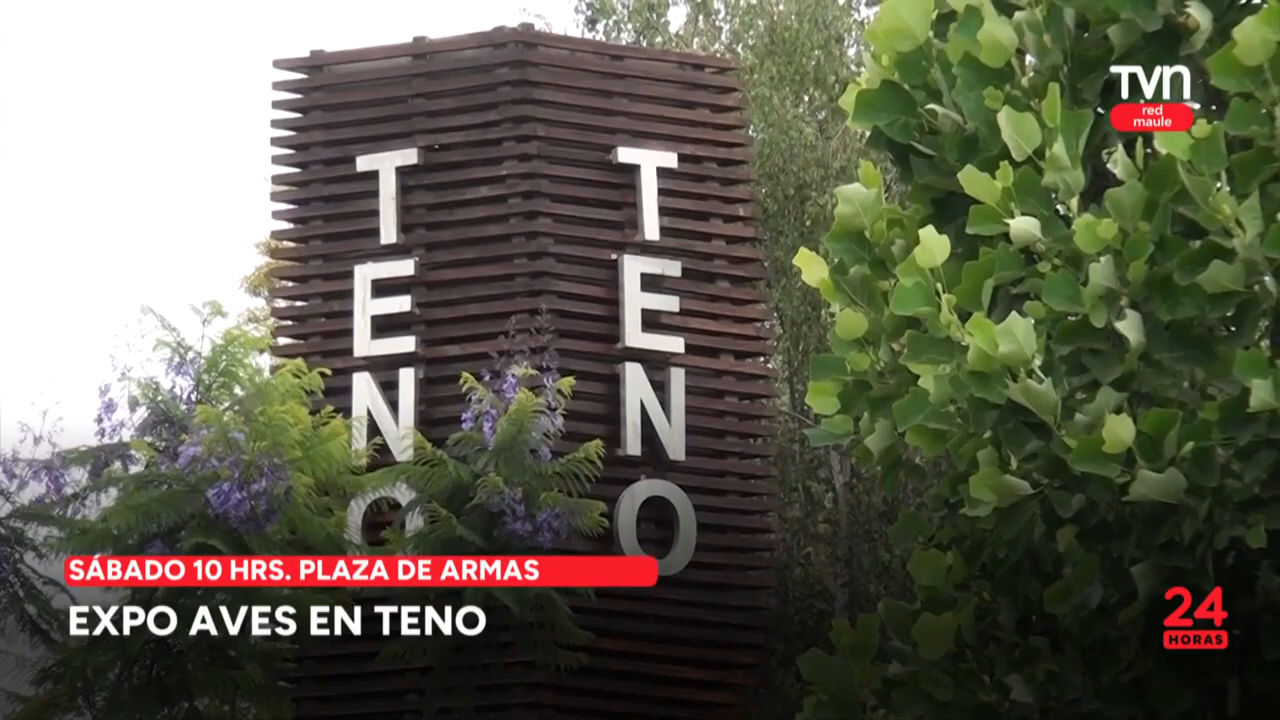 TENO
TENO
TVN
red
maule
SÁBADO 10 HRS. PLAZA DE ARMAS
EXPO AVES EN TENO
24
HORAS